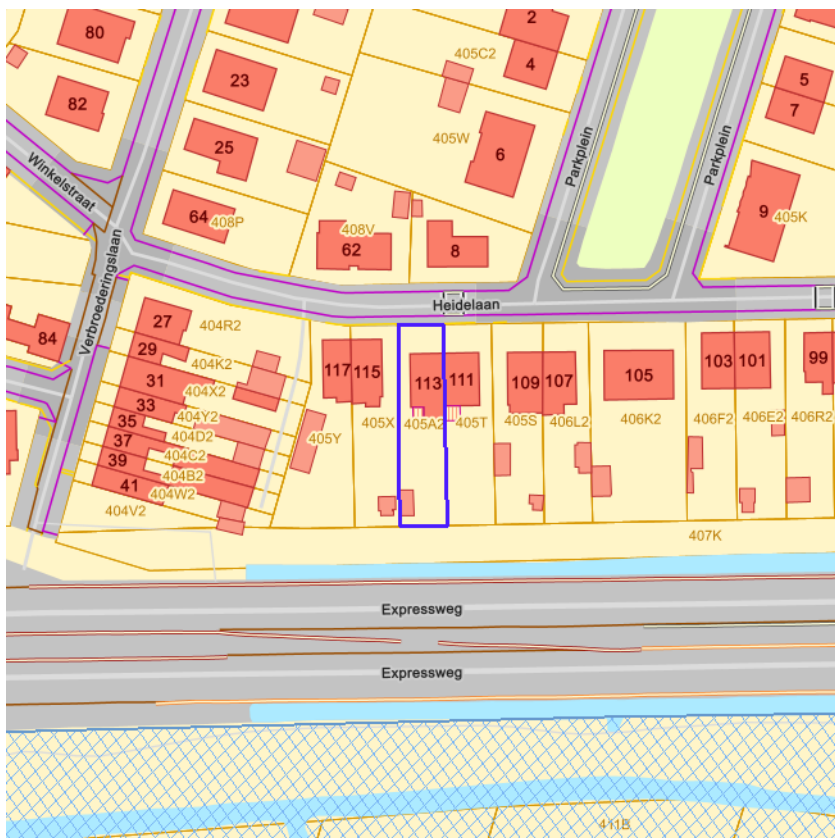 80
2
405C2
4
23
5
82
7
25
405W
6
Parkplein
Parkplein
Winkelstraat
64
408P
408V
62
8
9
405K
Verbroederingslaan
Heidelaan
27
404R2
84
29
404K2
117
115
103
101
99
31
404X2
113
111
109
107
105
33
404Y2
35
404D2
405Y
405X
405A2
405T
405S
406L2
406K2
406F2
406E2
406R2
37
404C2
39
404B2
41
404W2
404V2
407K
Expressweg
Expressweg
411B